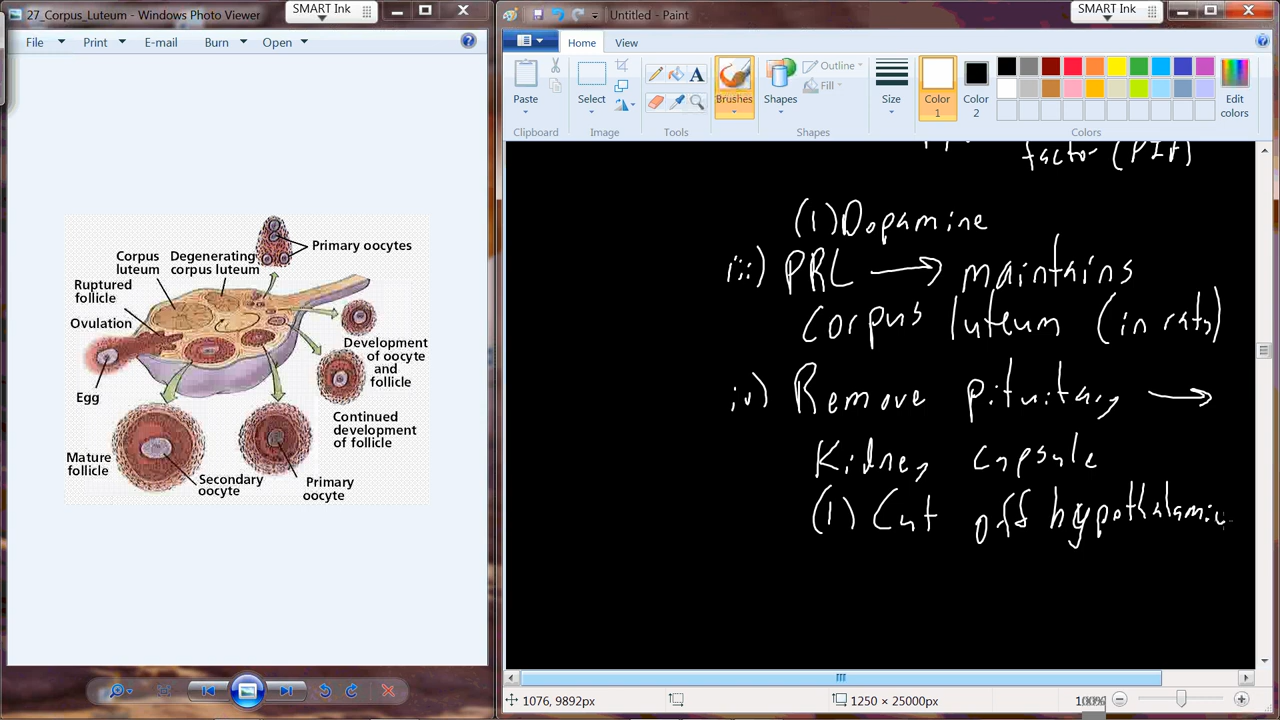 27_Corpus_Luteum - Windows Photo Viewer
SMART Ink
File Print E-mail Burn Open
Primary oocytes
Corpus luteum
Degenerating corpus luteum
Ruptured follicle
Ovulation
Egg
Development of oocyte and follicle
Continued development of follicle
Mature follicle
Secondary oocyte
Primary oocyte
Untitled - Paint
SMART Ink
Home View
Paste
Clipboard
Select
Image
Tools
Brushes
Shapes
Outline
Fill
Shapes
Size
Color 1
Color 2
Edit colors
Colors
factor (PIF)
(1) Dopamine
iii) PRL → maintains
corpus luteum (in rats)
iv) Remove pituitary →
Kidney capsule
(1) Cut off hypothalamic
1076, 9892px
1250 × 25000px
100%